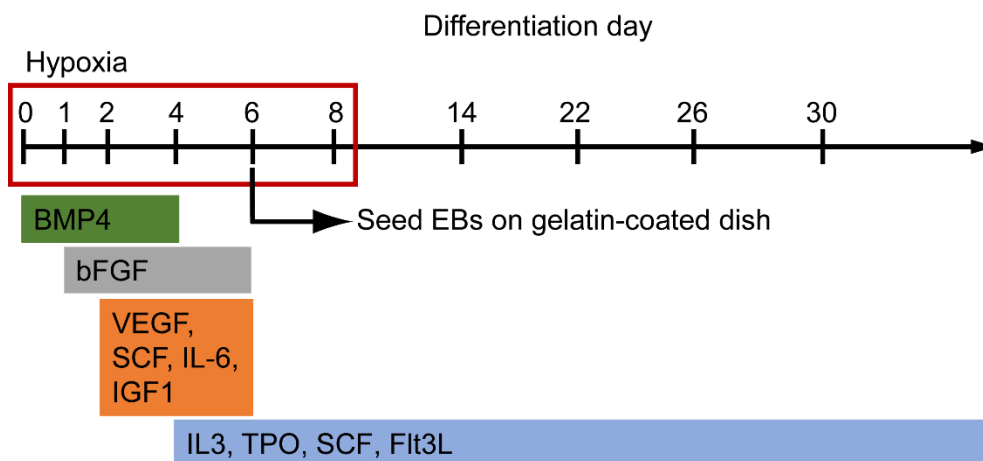 Differentiation day
Hypoxia
0 1 2 4 6 8 14 22 26 30
BMP4
Seed EBs on gelatin-coated dish
bFGF
VEGF,
SCF, IL-6,
IGF1
IL3, TPO, SCF, Flt3L